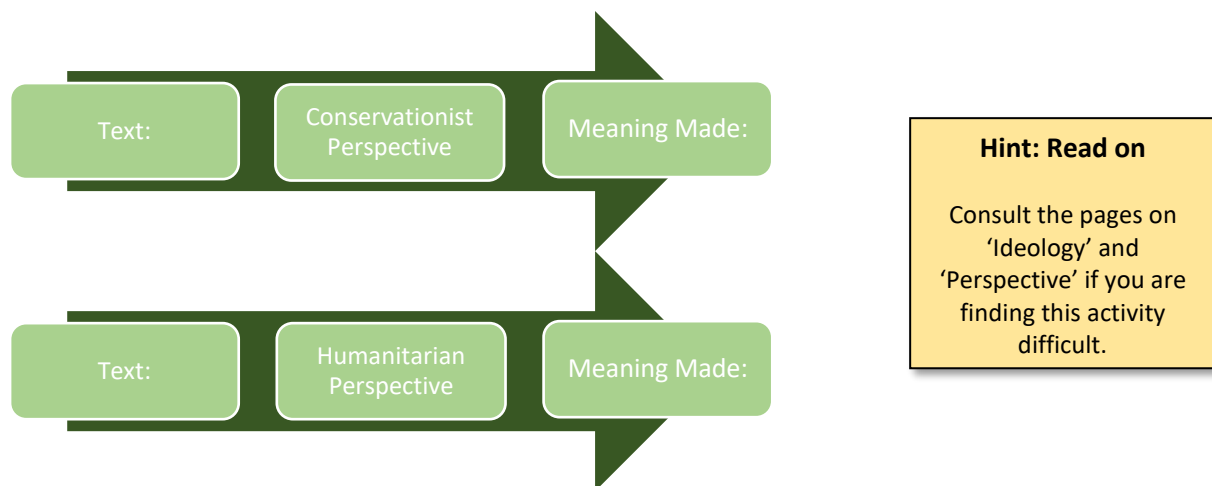 Text:
Conservationist
Perspective
Meaning Made:
Hint: Read on
Consult the pages on
‘Ideology’ and
‘Perspective’ if you are
finding this activity
difficult.
Text:
Humanitarian
Perspective
Meaning Made: